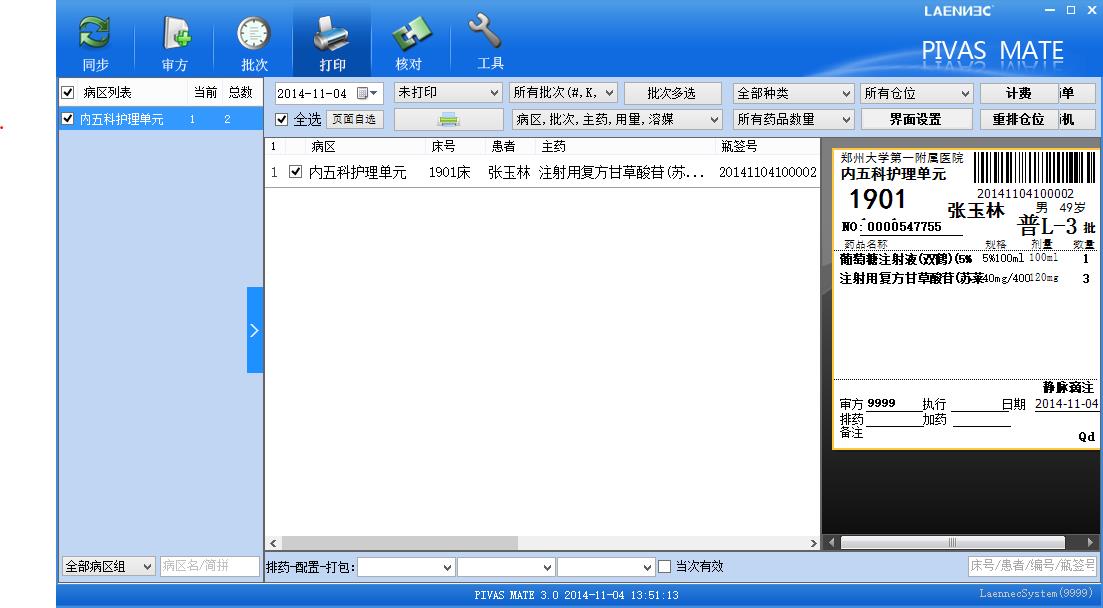 LAENNEC
同步 审方 批次 打印 核对 工具
PIVAS MATE
病区列表 当前 总数
内五科护理单元 1 2
2014-11-04 未打印 所有批次(#,K, 批次多选 全部种类 所有仓位 计费 单
全选 页面自选 病区,批次,主药,用量,溶媒 所有药品数量 界面设置 重排仓位 机
1 病区 床号 患者 主药 瓶签号
1 内五科护理单元 1901床 张玉林 注射用复方甘草酸苷(苏... 20141104100002
郑州大学第一附属医院
内五科护理单元
20141104100002
1901 张玉林 男 49岁
NO:0000547755 普L-3 批
药品名称 规格 剂量 数量
葡萄糖注射液(双鹤)(5% 5%100ml 100ml 1
注射用复方甘草酸苷(苏莱 40mg/400 120mg 3
静脉滴注
审方 9999 执行 日期 2014-11-04
排药 加药
备注
Qd
全部病区组 病区名/简拼 排药-配置-打包: 当次有效 床号/患者/编号/瓶签号
PIVAS MATE 3.0 2014-11-04 13:51:13 LaennecSystem(9999)